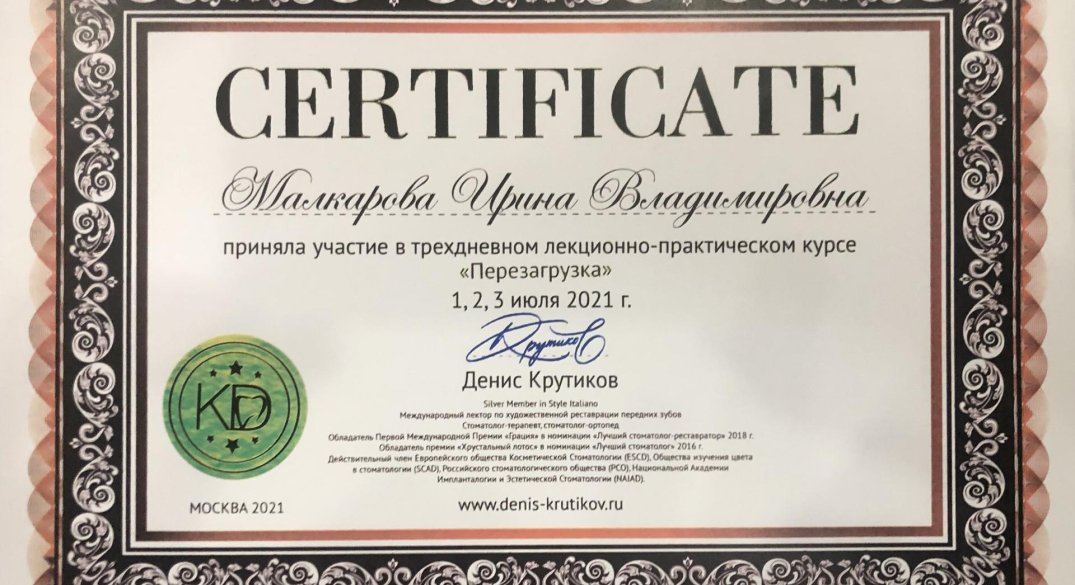 CERTIFICATE
Малкарова Ирина Владимировна
приняла участие в трехдневном лекционно-практическом курсе
«Перезагрузка»
1, 2, 3 июля 2021 г.
Крутиков
Денис Крутиков
Silver Member in Style Italiano
Международный лектор по художественной реставрации передних зубов
Стоматолог-терапевт, стоматолог-ортопед
Обладатель Первой Международной Премии «Грация» в номинации «Лучший стоматолог-реставратор» 2018 г.
Обладатель премии «Хрустальный лотос» в номинации «Лучший стоматолог» 2016 г.
Действительный член Европейского общества Косметической Стоматологии (ESCD), Общества изучения цвета
в стоматологии (SCAD), Российского стоматологического общества (РСО), Национальной Академии
Имплантологии и Эстетической Стоматологии (NAIAD).
KD
МОСКВА 2021
www.denis-krutikov.ru